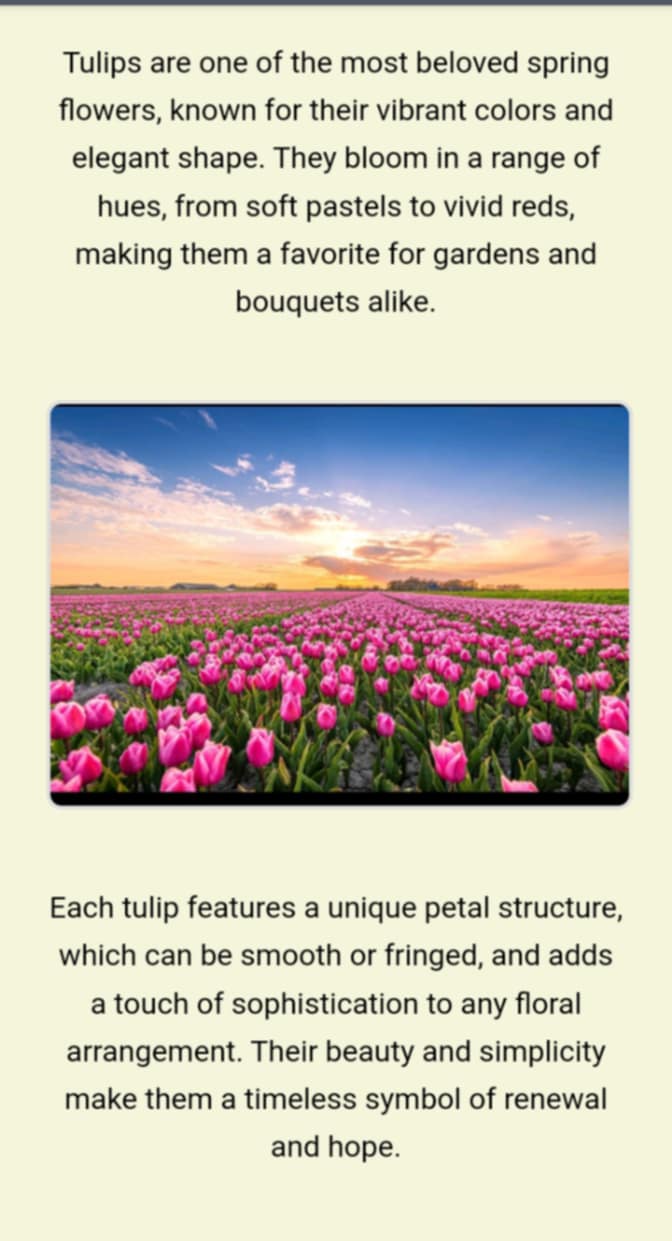 Tulips are one of the most beloved spring
flowers, known for their vibrant colors and
elegant shape. They bloom in a range of
hues, from soft pastels to vivid reds,
making them a favorite for gardens and
bouquets alike.
Each tulip features a unique petal structure,
which can be smooth or fringed, and adds
a touch of sophistication to any floral
arrangement. Their beauty and simplicity
make them a timeless symbol of renewal
and hope.